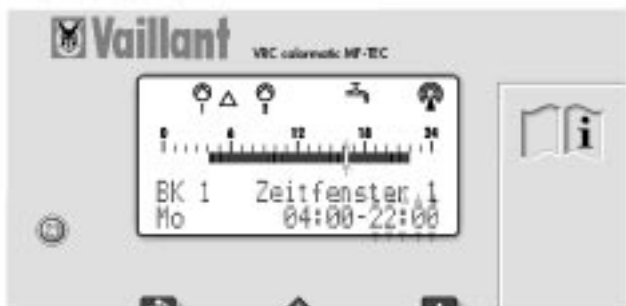 Vaillant
VRC calormatic MF-TEC
0 6 12 18 24
BK 1 Zeitfenster 1
Mo 04:00-22:00
i